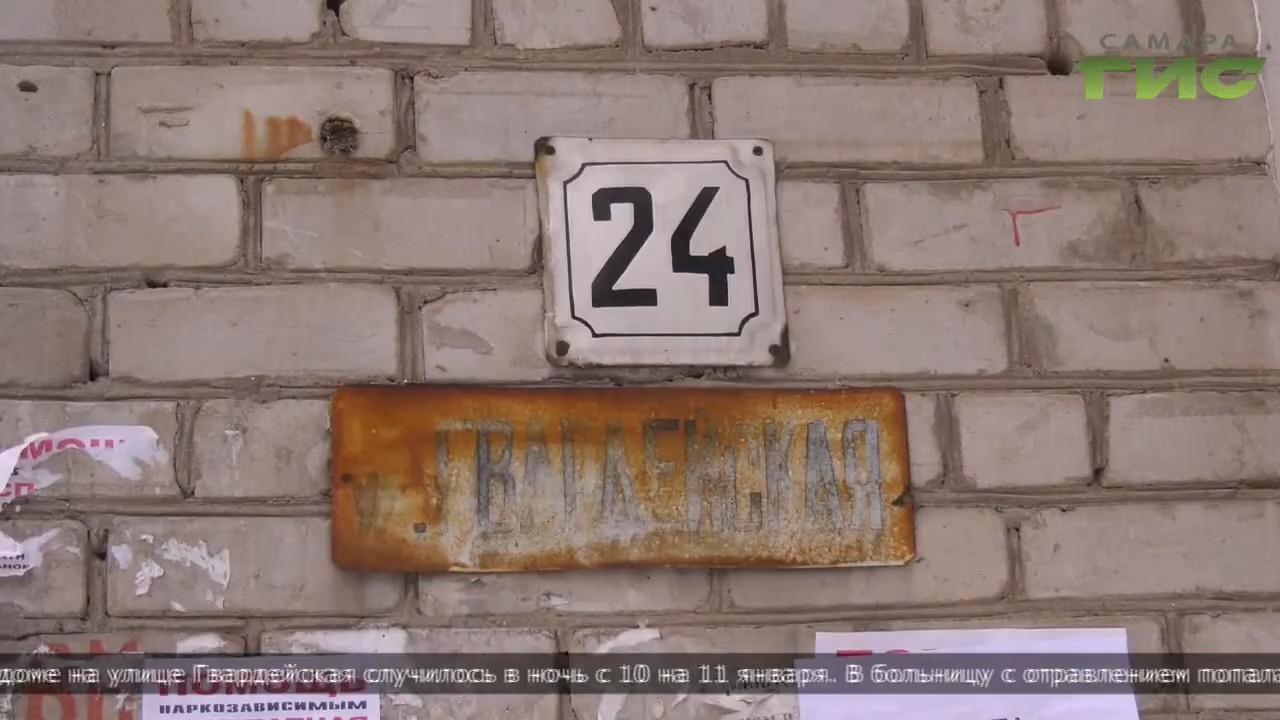 САМАРА
ГИС
24
у. ГВАРДЕЙСКАЯ
доме на улице Гвардейская случилось в ночь с 10 на 11 января. В больницу с отравлением попала
ПОМОЩЬ
НАРКОЗАВИСИМЫМ